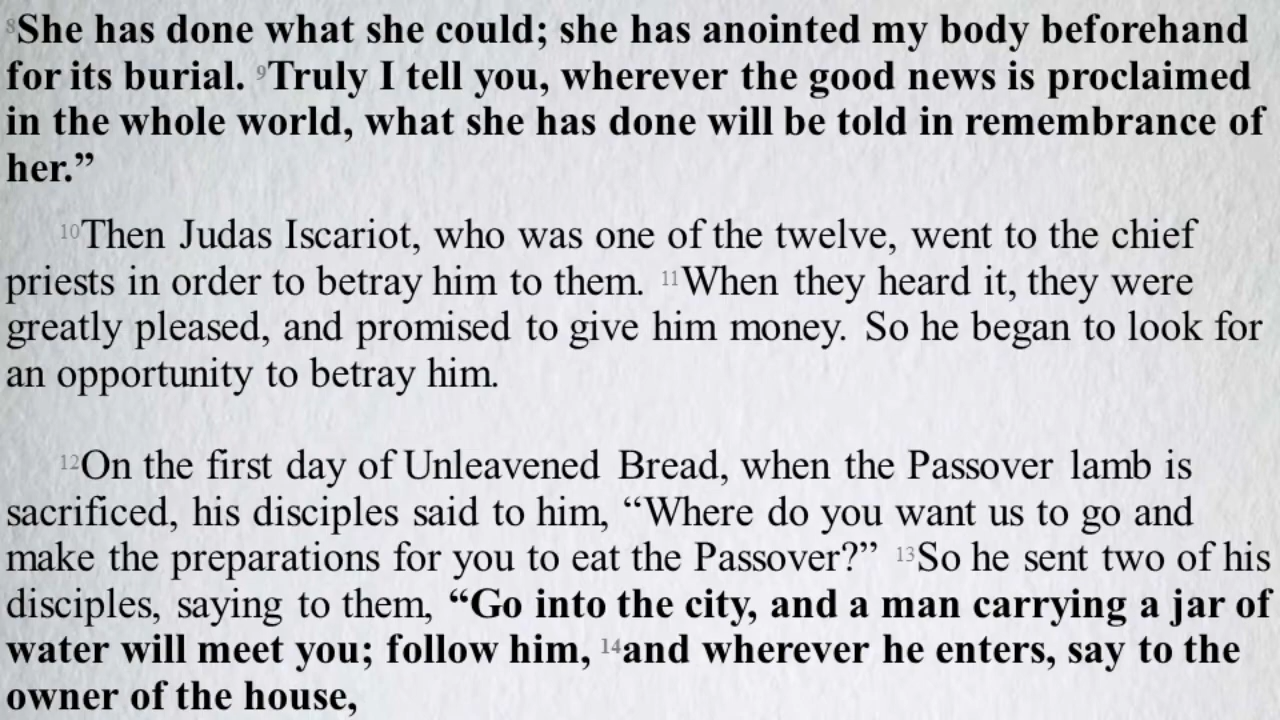 8She has done what she could; she has anointed my body beforehand
for its burial. 9Truly I tell you, wherever the good news is proclaimed
in the whole world, what she has done will be told in remembrance of
her.”
10Then Judas Iscariot, who was one of the twelve, went to the chief
priests in order to betray him to them. 11When they heard it, they were
greatly pleased, and promised to give him money. So he began to look for
an opportunity to betray him.
12On the first day of Unleavened Bread, when the Passover lamb is
sacrificed, his disciples said to him, “Where do you want us to go and
make the preparations for you to eat the Passover?” 13So he sent two of his
disciples, saying to them, “Go into the city, and a man carrying a jar of
water will meet you; follow him, 14and wherever he enters, say to the
owner of the house,